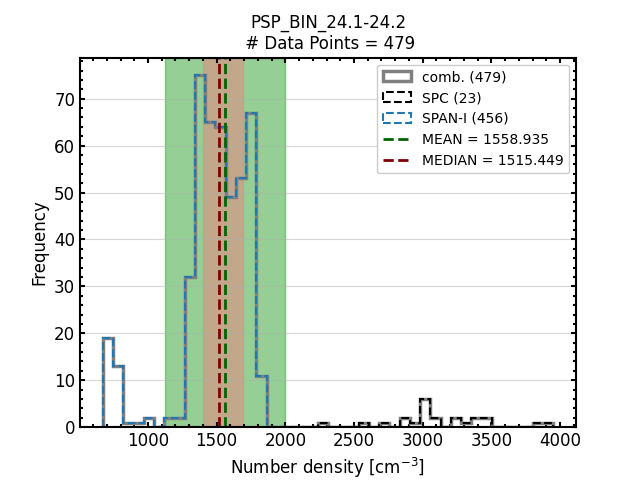 PSP_BIN_24.1-24.2
# Data Points = 479
comb. (479)
SPC (23)
SPAN-I (456)
MEAN = 1558.935
MEDIAN = 1515.449
Frequency
70
60
50
40
30
20
10
0
1000 1500 2000 2500 3000 3500 4000
Number density [cm⁻³]